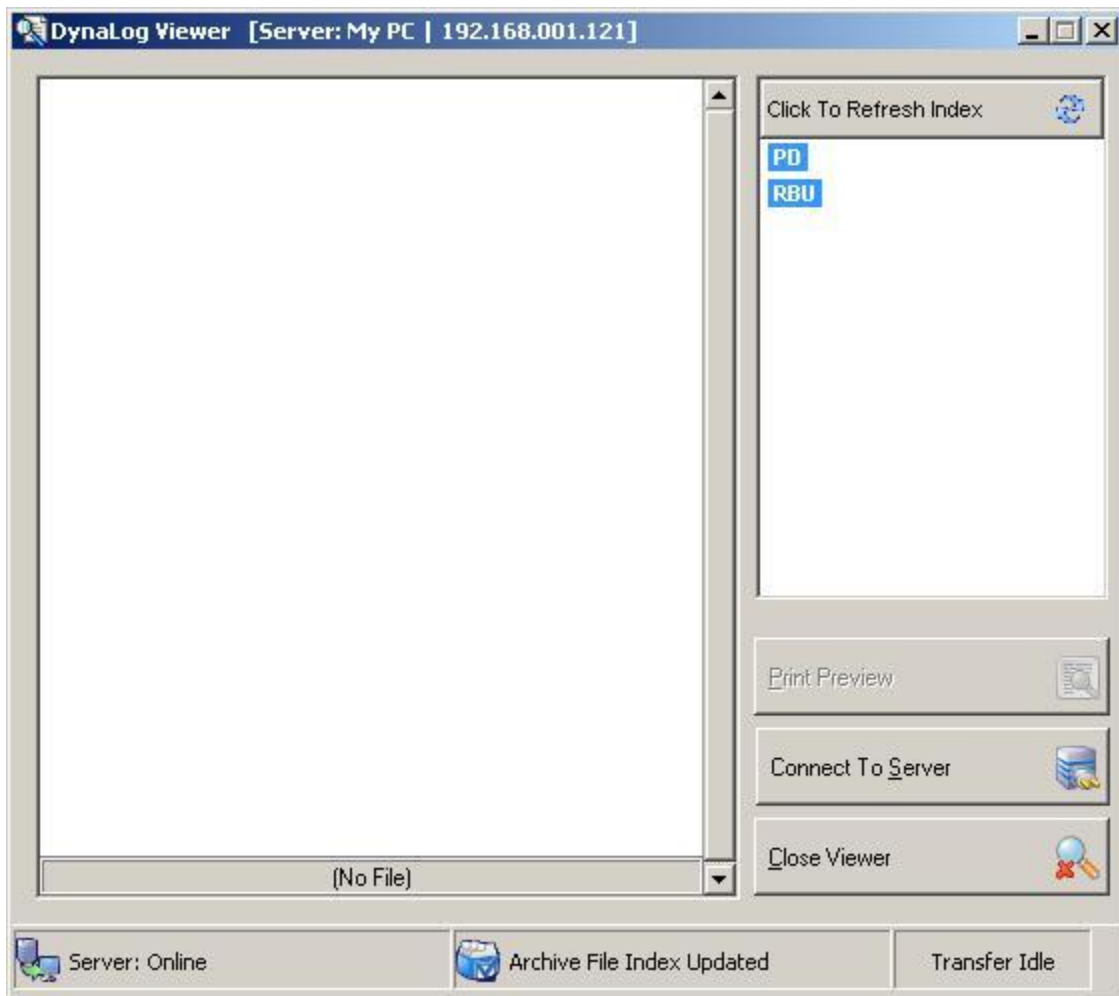 DynaLog Viewer [Server: My PC | 192.168.001.121]
Click To Refresh Index
PD
RBU
Print Preview
Connect To Server
Close Viewer
(No File)
Server: Online
Archive File Index Updated
Transfer Idle